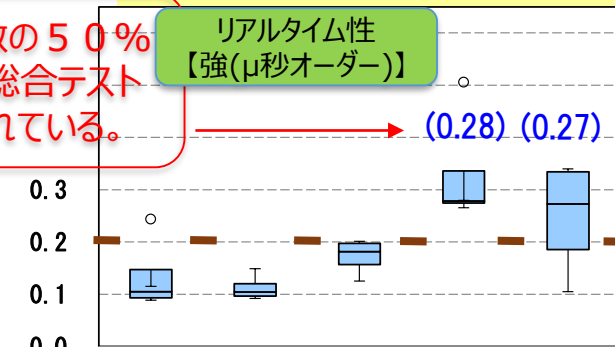 リアルタイム性
【強(μ秒オーダー)】
数の５０%
総合テスト
れている。
(0.28) (0.27)
0.3
0.2
0.1
0.0